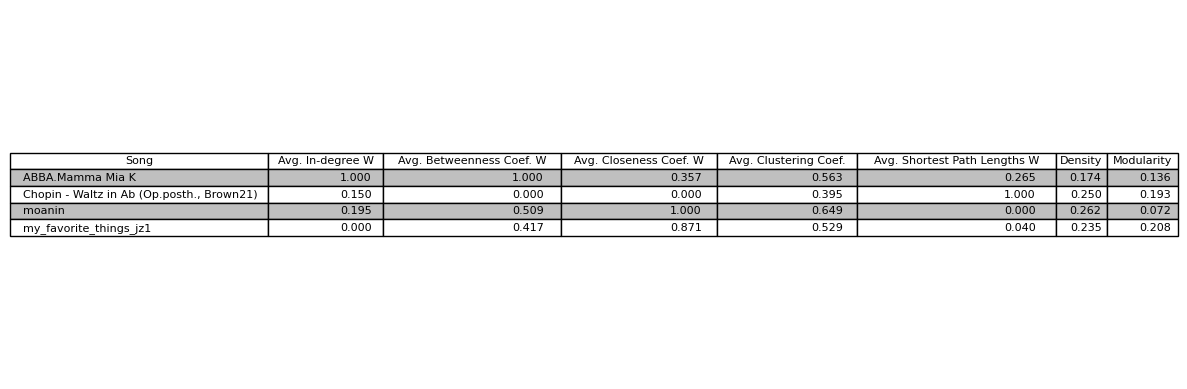 Song Avg. In-degree W Avg. Betweenness Coef. W Avg. Closeness Coef. W Avg. Clustering Coef. Avg. Shortest Path Lengths W Density Modularity
ABBA.Mamma Mia K 1.000 1.000 0.357 0.563 0.265 0.174 0.136
Chopin - Waltz in Ab (Op.posth., Brown21) 0.150 0.000 0.000 0.395 1.000 0.250 0.193
moanin 0.195 0.509 1.000 0.649 0.000 0.262 0.072
my_favorite_things_jz1 0.000 0.417 0.871 0.529 0.040 0.235 0.208